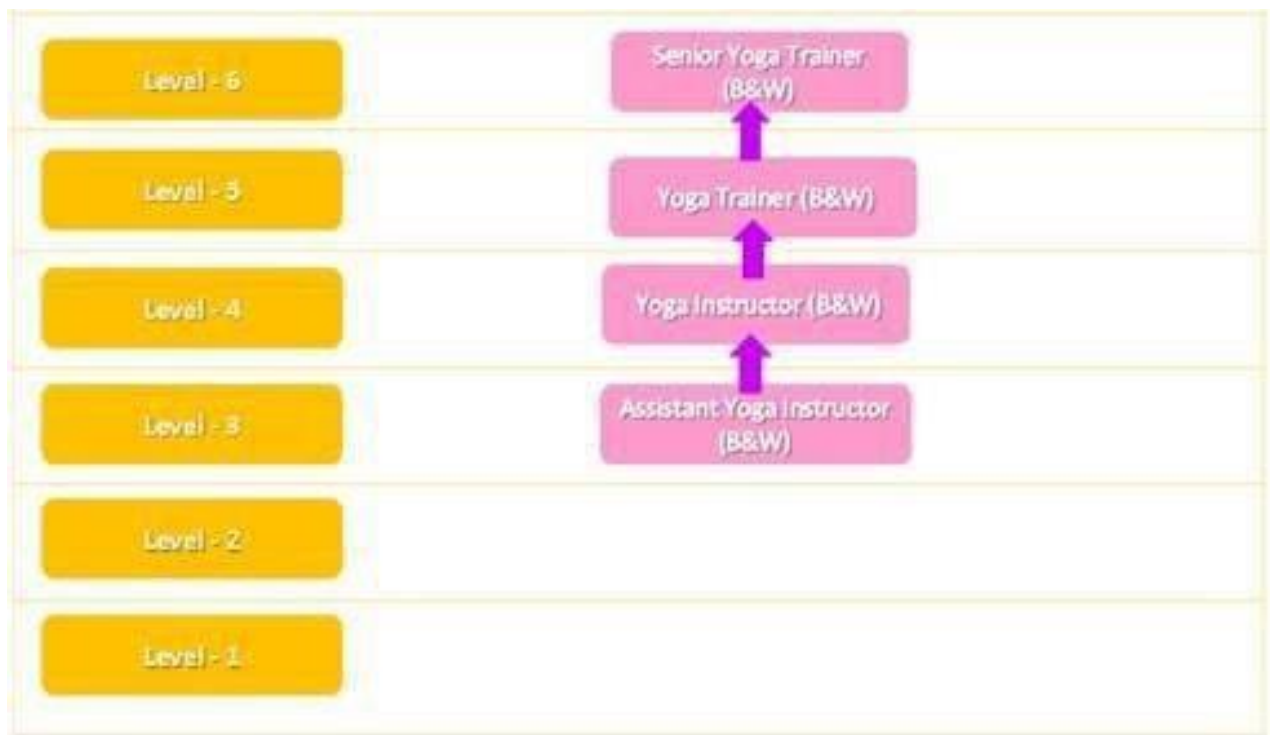 Level - 6
Senior Yoga Trainer
(B&W)
Level - 5
Yoga Trainer (B&W)
Level - 4
Yoga Instructor (B&W)
Level - 3
Assistant Yoga Instructor
(B&W)
Level - 2
Level - 1